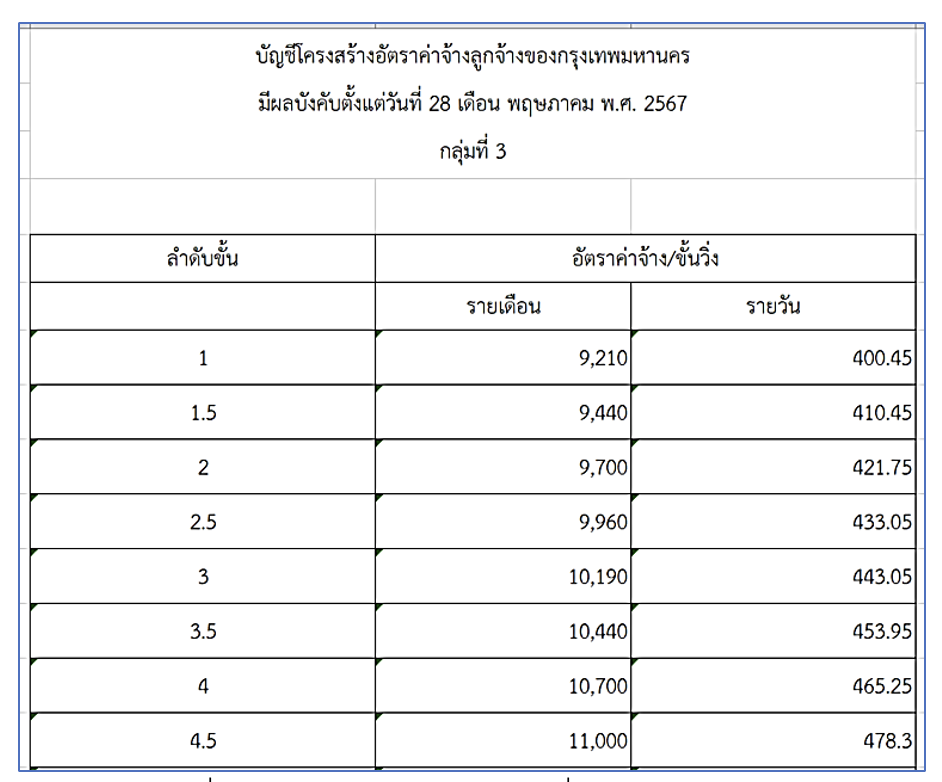 บัญชีโครงสร้างอัตราค่าจ้างลูกจ้างของกรุงเทพมหานคร
มีผลบังคับตั้งแต่วันที่ 28 เดือน พฤษภาคม พ.ศ. 2567
กลุ่มที่ 3
ลำดับขั้น อัตราค่าจ้าง/ขั้นวิ่ง
รายเดือน รายวัน
1 9,210 400.45
1.5 9,440 410.45
2 9,700 421.75
2.5 9,960 433.05
3 10,190 443.05
3.5 10,440 453.95
4 10,700 465.25
4.5 11,000 478.3